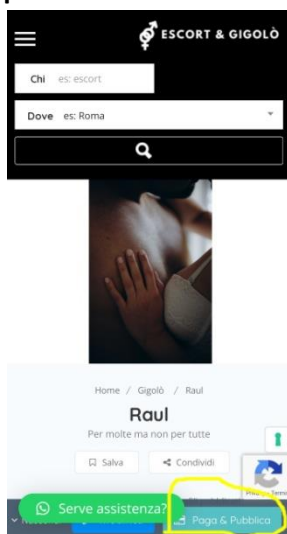 ESCORT & GIGOLÒ
Chi es: escort
Dove es: Roma
Home / Gigolò / Raul
Raul
Per molte ma non per tutte
Salva Condividi
Serve assistenza?
Paga & Pubblica